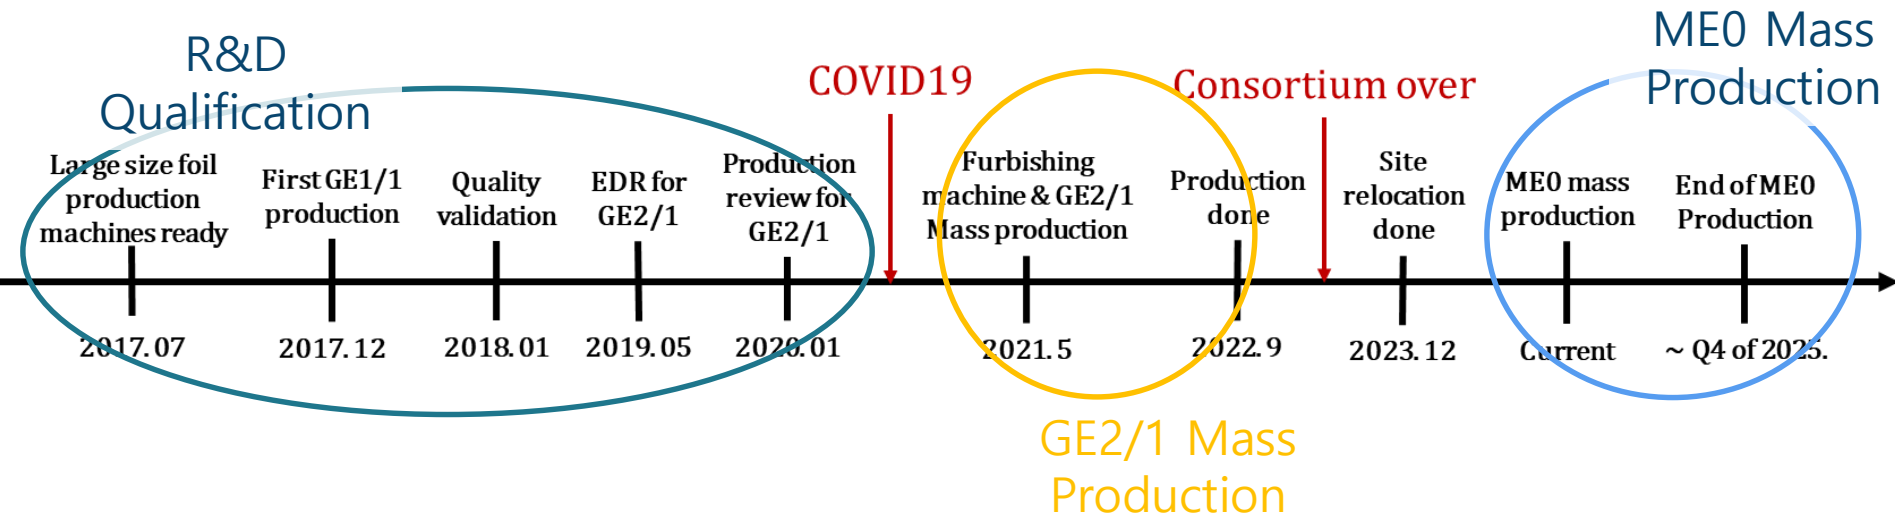 R&D
Qualification
COVID19
Consortium over
ME0 Mass
Production
Large size foil
production
machines ready
First GE1/1
production
Quality
validation
EDR for
GE2/1
Production
review for
GE2/1
Furbishing
machine & GE2/1
Mass production
Production
done
Site
relocation
done
ME0 mass
production
End of ME0
Production
2017.07
2017.12
2018.01
2019.05
2020.01
2021.5
2022.9
2023.12
Current
~ Q4 of 2025.
GE2/1 Mass
Production